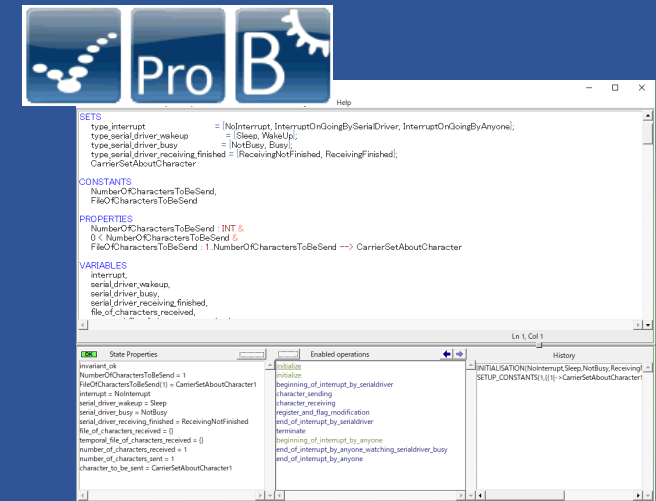 Pro B
Help
SETS
type_interrupt = {NoInterrupt, InterruptOnGoingBySerialDriver, InterruptOnGoingByAnyone};
type_serial_driver_wakeup = {Sleep, WakeUp};
type_serial_driver_busy = {NotBusy, Busy};
type_serial_driver_receiving_finished = {ReceivingNotFinished, ReceivingFinished};
CarrierSetAboutCharacter
CONSTANTS
NumberOfCharactersToBeSend,
FileOfCharactersToBeSend
PROPERTIES
NumberOfCharactersToBeSend : INT &
0 < NumberOfCharactersToBeSend &
FileOfCharactersToBeSend : 1..NumberOfCharactersToBeSend --> CarrierSetAboutCharacter
VARIABLES
interrupt,
serial_driver_wakeup,
serial_driver_busy,
serial_driver_receiving_finished,
file_of_characters_received,
Ln 1, Col 1
OK State Properties
invariant_ok
NumberOfCharactersToBeSend = 1
FileOfCharactersToBeSend(1) = CarrierSetAboutCharacter1
interrupt = NoInterrupt
serial_driver_wakeup = Sleep
serial_driver_busy = NotBusy
serial_driver_receiving_finished = ReceivingNotFinished
file_of_characters_received = {}
temporal_file_of_characters_received = {}
number_of_characters_received = 1
number_of_characters_sent = 1
character_to_be_sent = CarrierSetAboutCharacter1
Enabled operations
initialize
initialize
beginning_of_interrupt_by_serialdriver
character_sending
character_receiving
register_and_flag_modification
end_of_interrupt_by_serialdriver
terminate
beginning_of_interrupt_by_anyone
end_of_interrupt_by_anyone_watching_serialdriver_busy
end_of_interrupt_by_anyone
History
INITIALISATION(NoInterrupt,Sleep,NotBusy,Receiving
SETUP_CONSTANTS(1,{(1|->CarrierSetAboutCharacter1